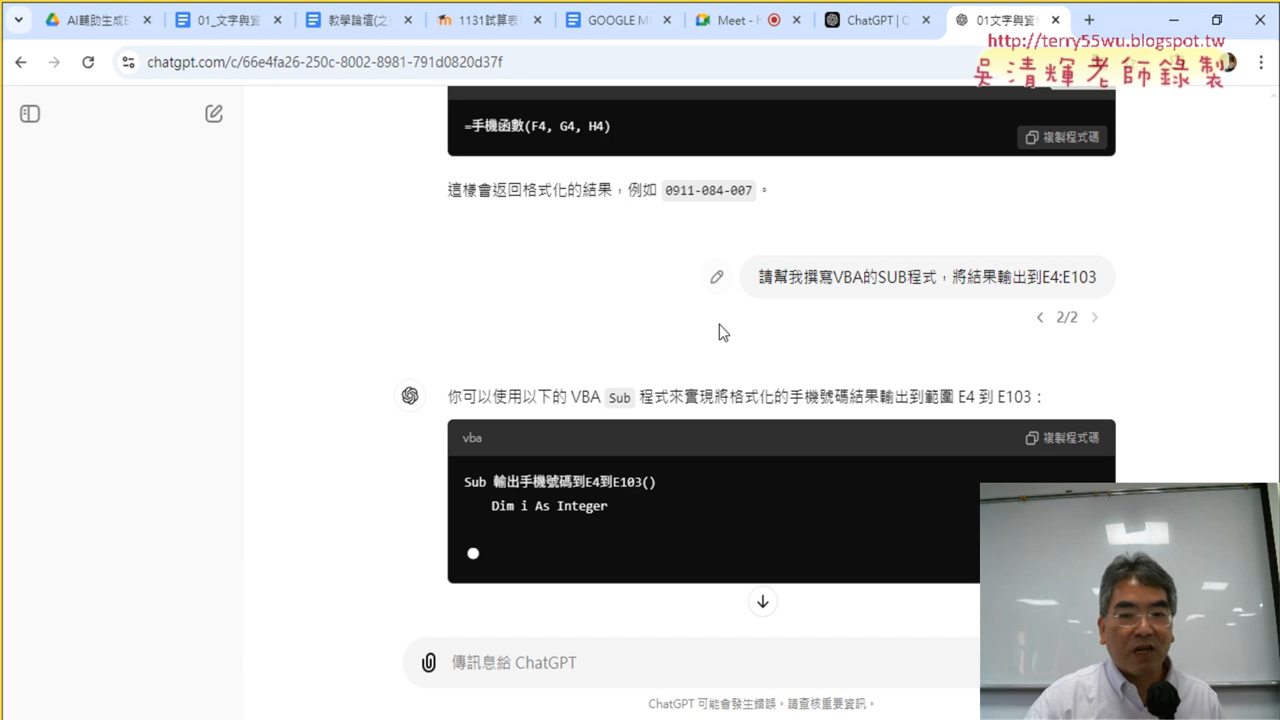 AI輔助生成E
01_文字與資
教學論壇(之
1131試算表
GOOGLE M
Meet -
ChatGPT | C
01文字與資
http://terry55wu.blogspot.tw
chatgpt.com/c/66e4fa26-250c-8002-8981-791d0820d37f
吳清輝老師錄製
=手機函數(F4, G4, H4)
複製程式碼
這樣會返回格式化的結果，例如 0911-084-007 。
請幫我撰寫VBA的SUB程式，將結果輸出到E4:E103
2/2
你可以使用以下的 VBA Sub 程式來實現將格式化的手機號碼結果輸出到範圍 E4 到 E103：
vba
複製程式碼
Sub 輸出手機號碼到E4到E103()
Dim i As Integer
傳訊息給 ChatGPT
ChatGPT 可能會發生錯誤。請查核重要資訊。